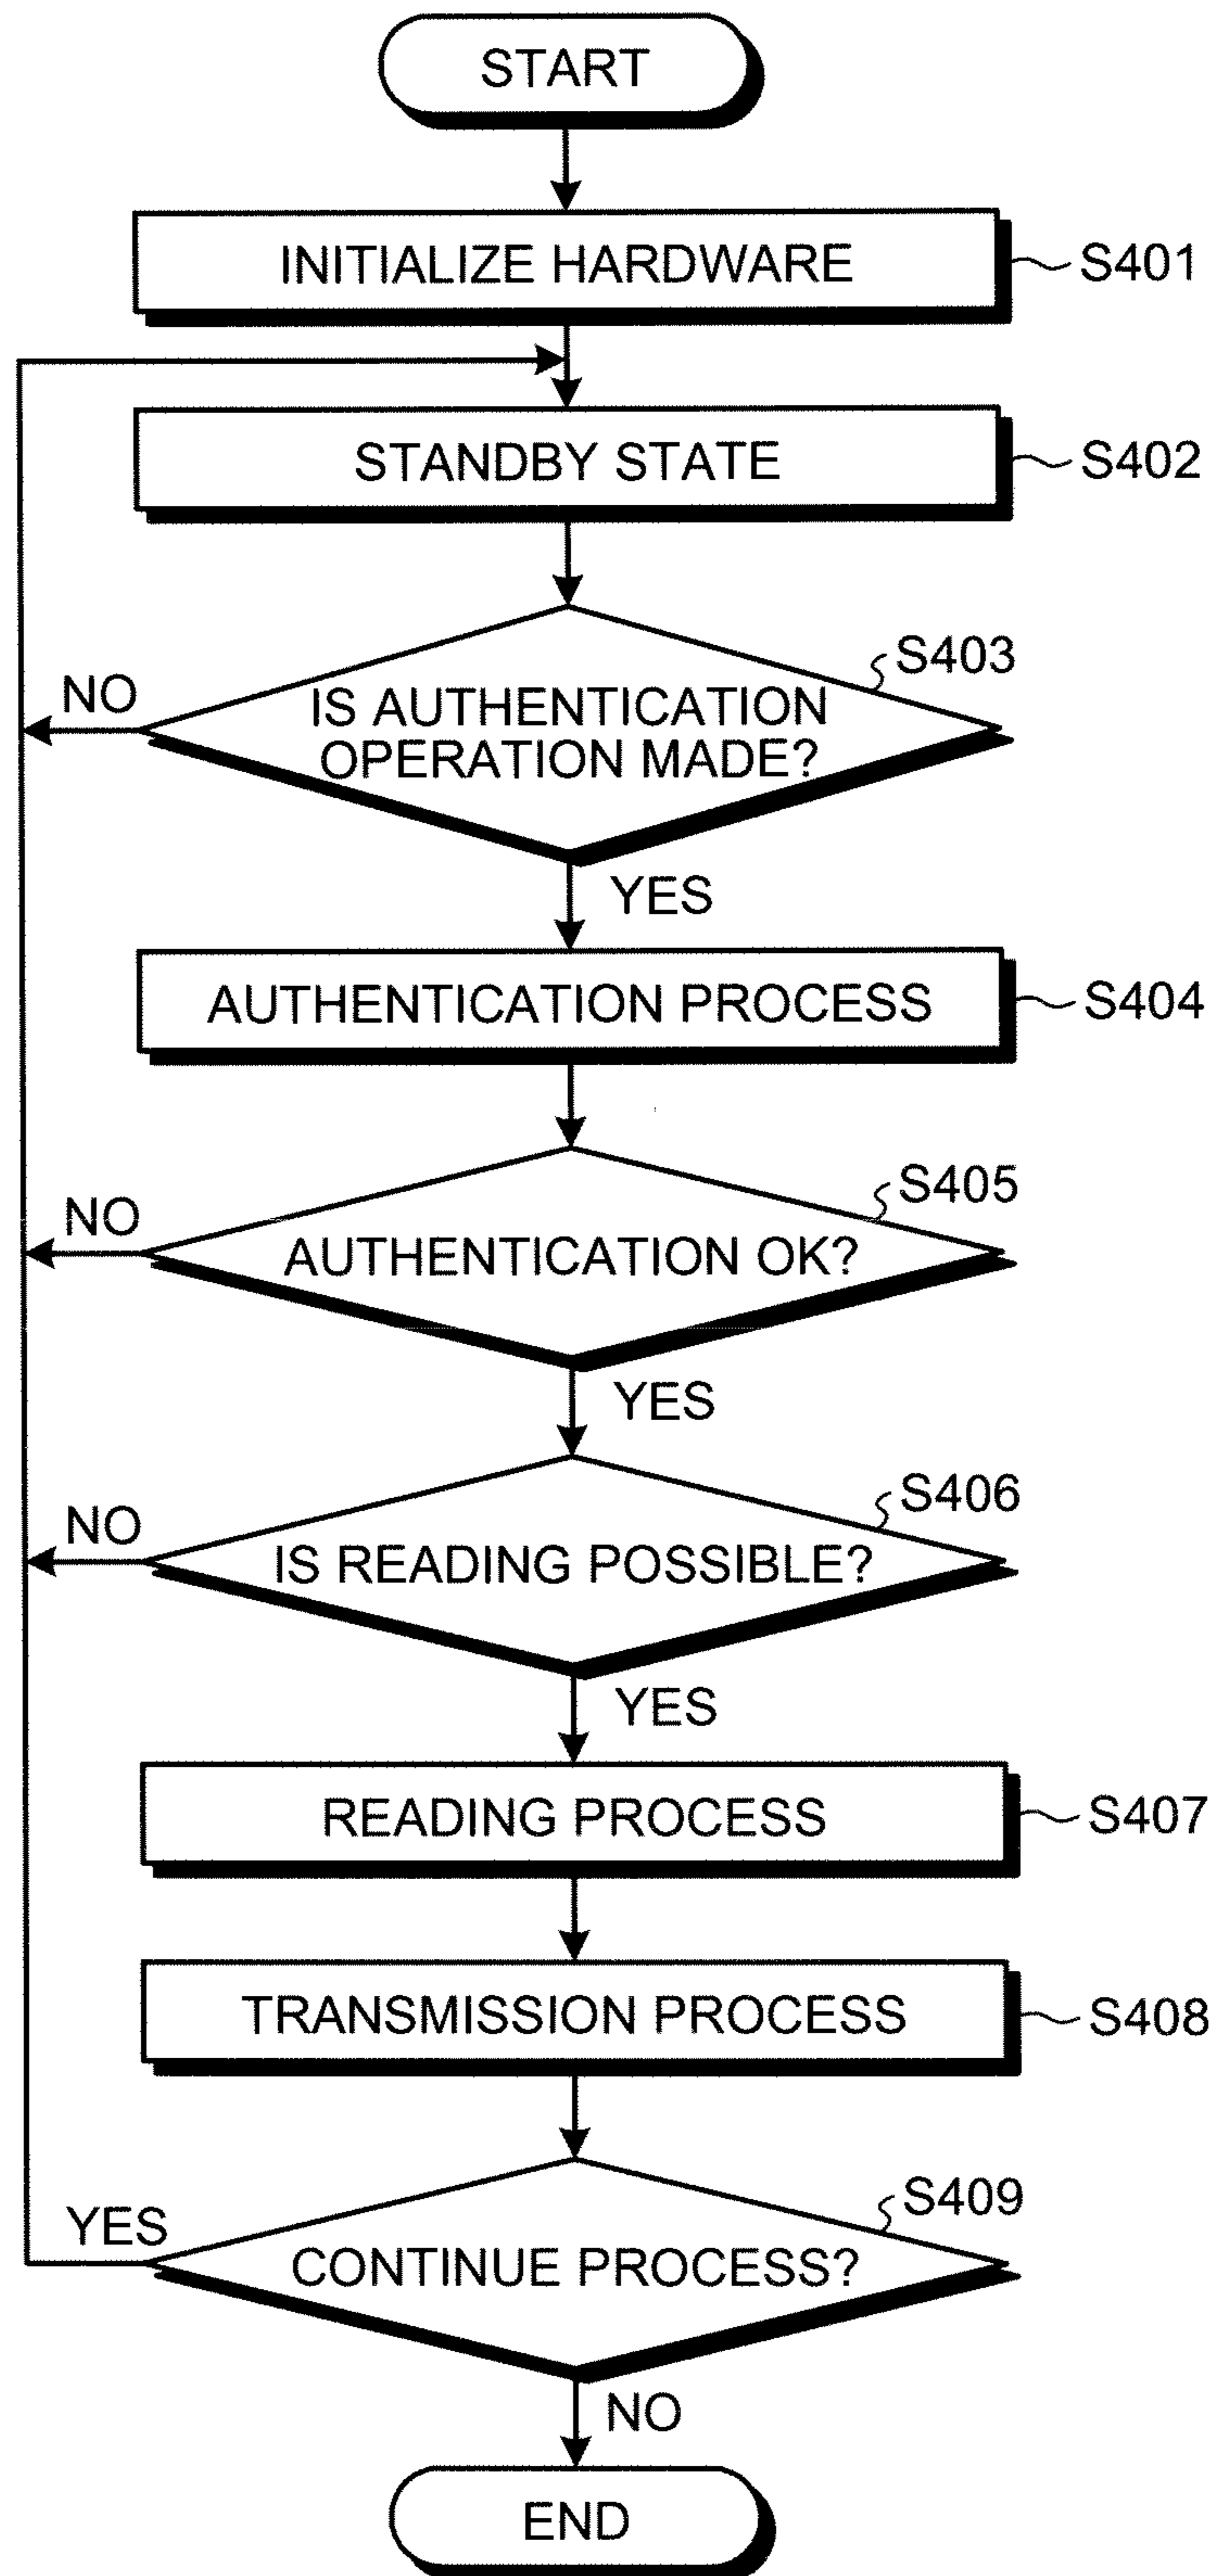 START
INITIALIZE HARDWARE
S401
STANDBY STATE
S402
S403
NO
IS AUTHENTICATION
OPERATION MADE?
YES
AUTHENTICATION PROCESS
S404
S405
NO
AUTHENTICATION OK?
YES
S406
NO
IS READING POSSIBLE?
YES
READING PROCESS
S407
TRANSMISSION PROCESS
S408
S409
YES
CONTINUE PROCESS?
NO
END